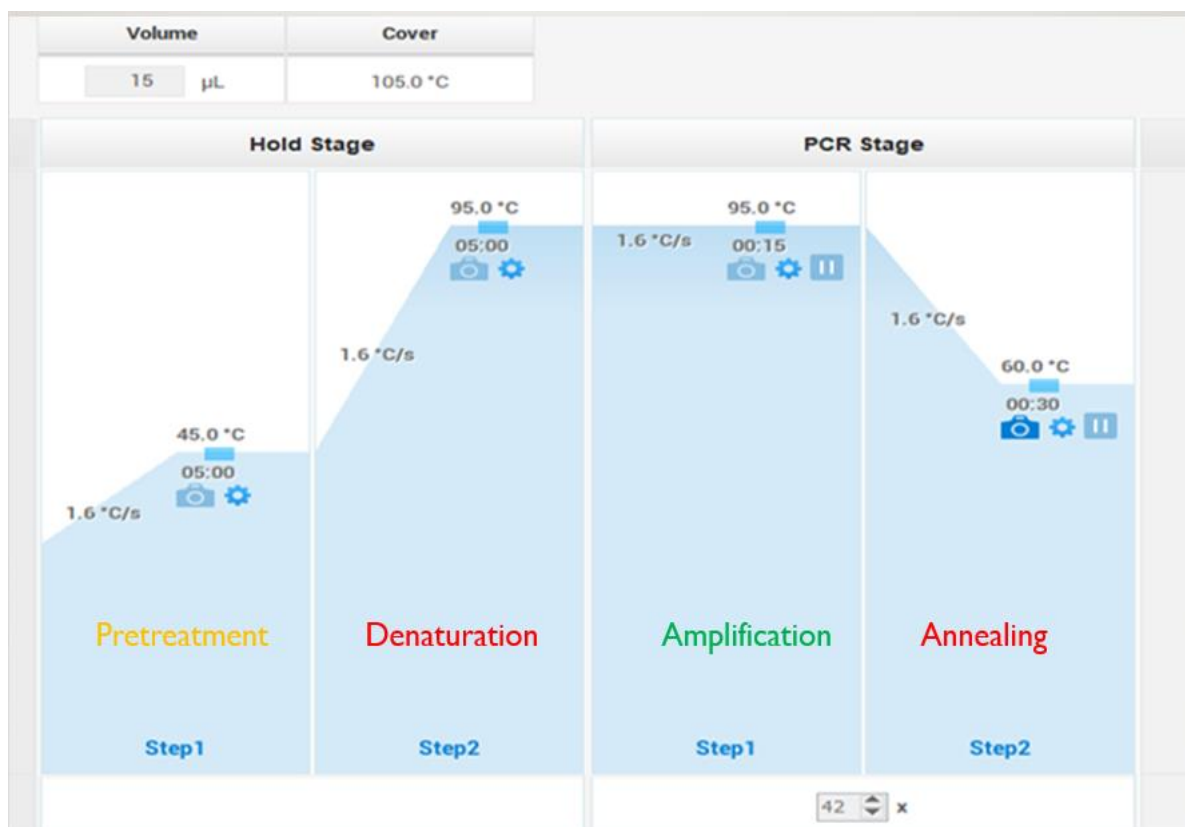 Volume Cover
15 µL 105.0 °C
Hold Stage PCR Stage
95.0 °C 95.0 °C
05:00 1.6 °C/s 00:15
1.6 °C/s
1.6 °C/s 60.0 °C
00:30
45.0 °C
05:00
1.6 °C/s
Pretreatment Denaturation Amplification Annealing
Step1 Step2 Step1 Step2
42 x